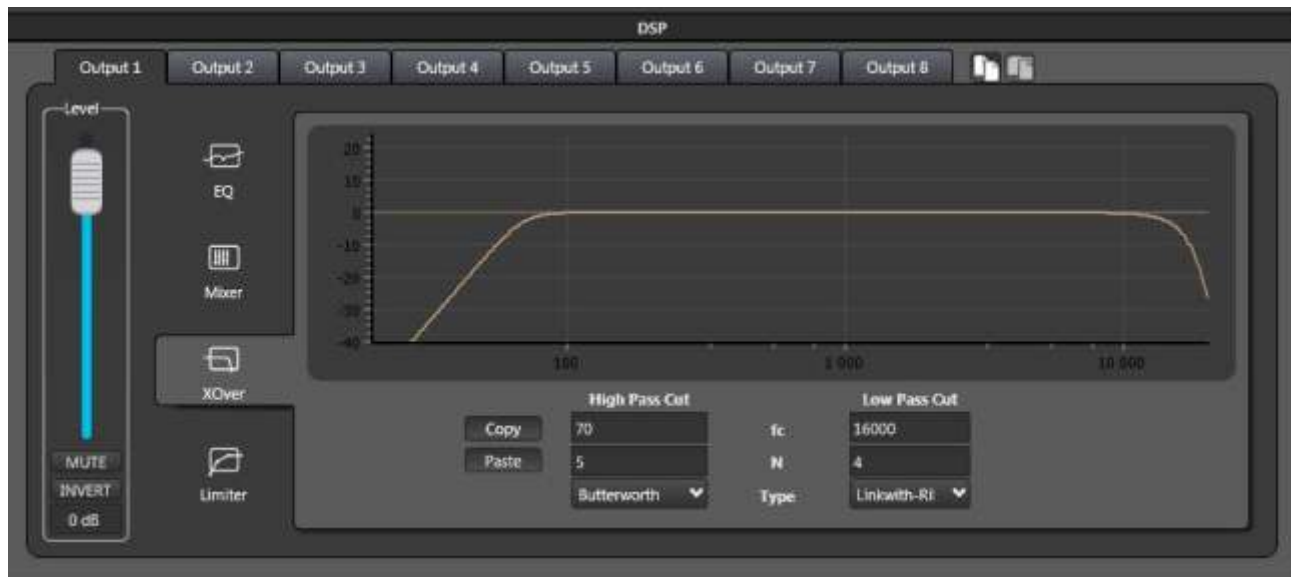 DSP
Output 1 Output 2 Output 3 Output 4 Output 5 Output 6 Output 7 Output 8
Level
EQ
Mixer
XOver
Limiter
20
10
0
-10
-20
-30
-40
100 1 000 10 000
High Pass Cut Low Pass Cut
Copy 70 fc 16000
Paste 5 N 4
Butterworth Type Linkwith-Ri
MUTE
INVERT
0 dB